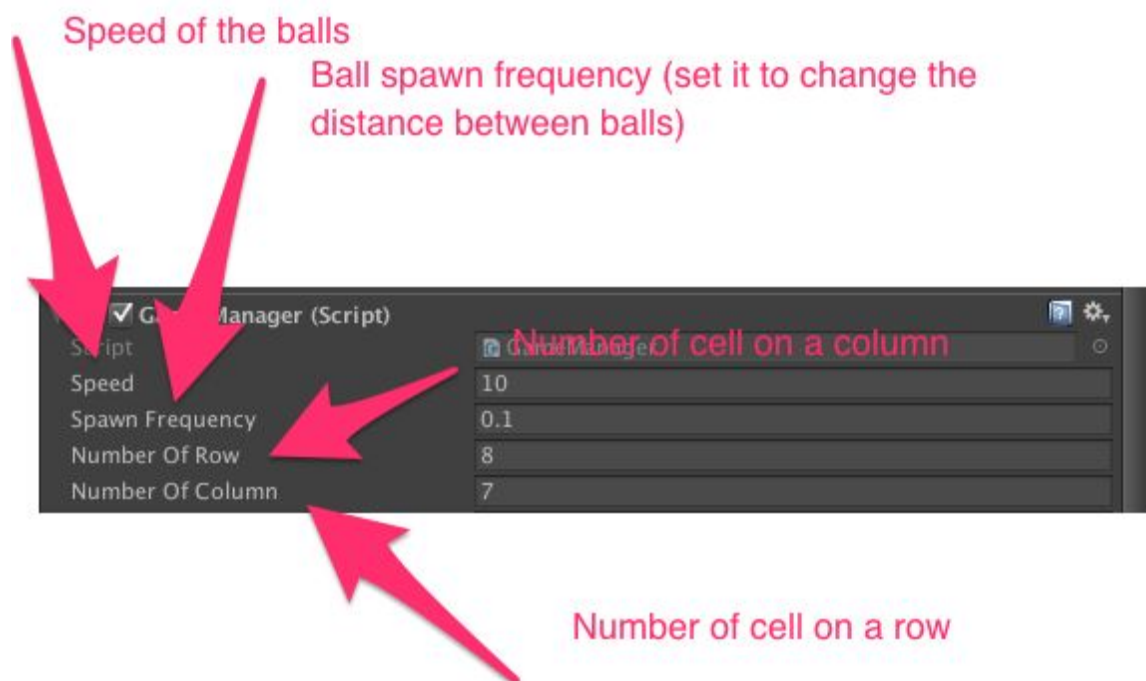 Speed of the balls
Ball spawn frequency (set it to change the
distance between balls)
Manager (Script)
Script
GameManager
Number of cell on a column
Speed
10
Spawn Frequency
0.1
Number Of Row
8
Number Of Column
7
Number of cell on a row